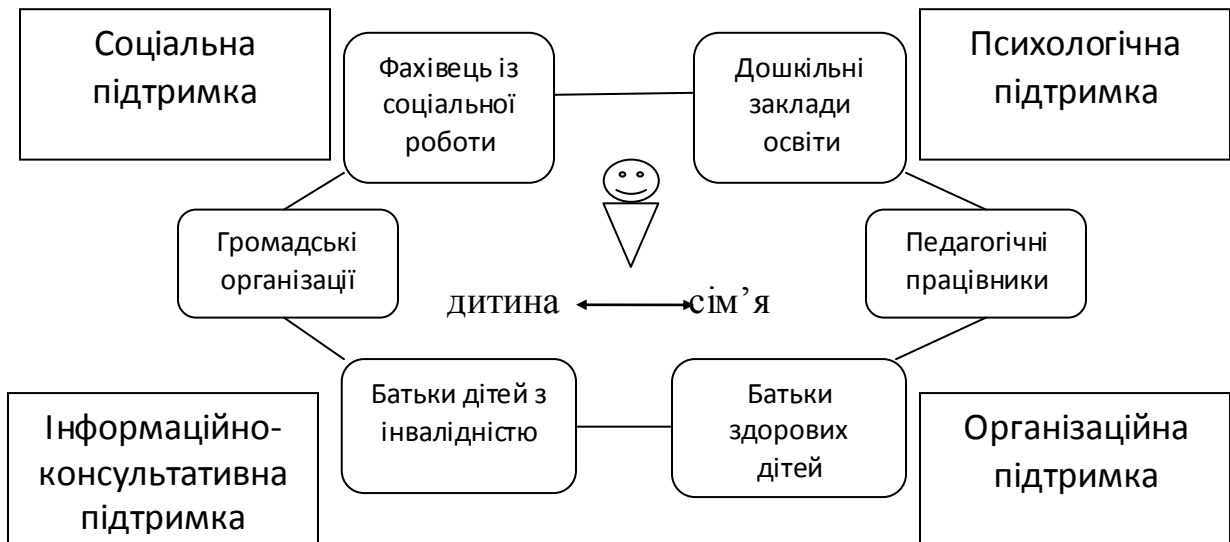 Соціальна
підтримка
Фахівець із
соціальної
роботи
Дошкільні
заклади
освіти
Психологічна
підтримка
Громадські
організації
Педагогічні
працівники
дитина
сім’я
Батьки дітей з
інвалідністю
Батьки
здорових
дітей
Інформаційно-
консультативна
підтримка
Організаційна
підтримка